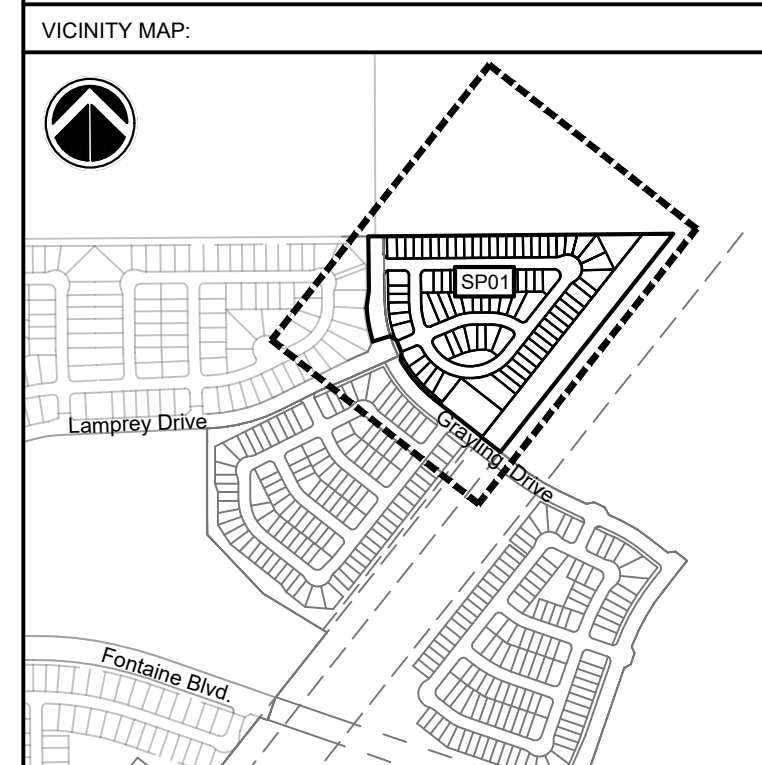 VICINITY MAP:
SP01
Lamprey Drive
Grayling Drive
Fontaine Blvd.